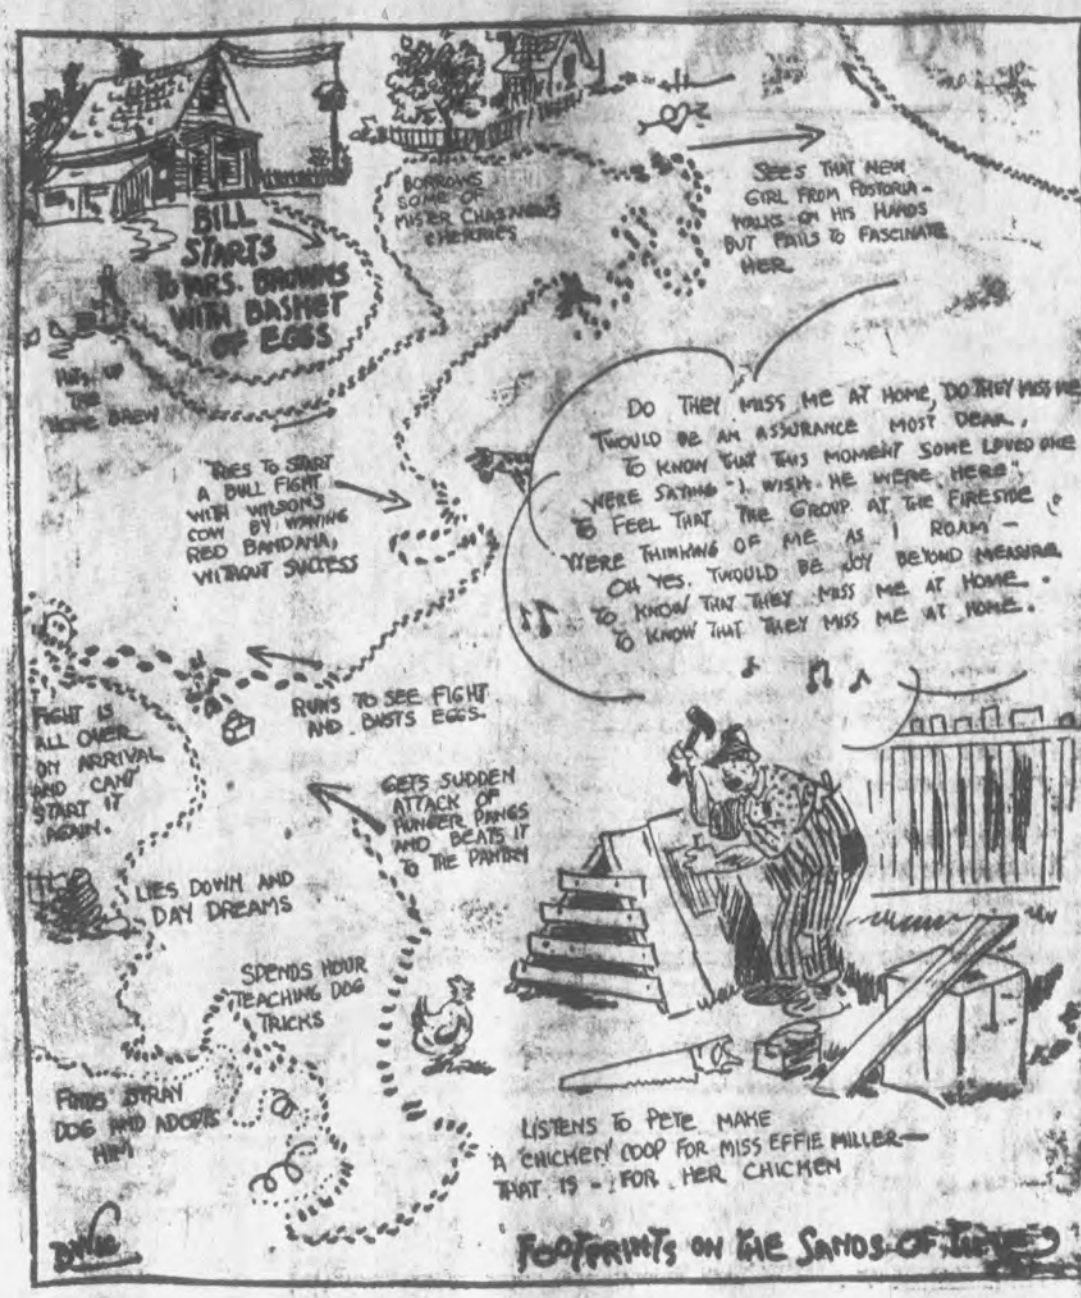 BILL
STARTS
TO MRS. BROWNS
WITH BASKET
OF EGGS
HITS UP
THE
HOME BREW
BORROWS
SOME OF
MISTER
CHERRIES
SEES THAT NEW
GIRL FROM FOSTORIA -
WALKS ON HIS HANDS
BUT FAILS TO FASCINATE
HER
TRIES TO START
A BULL FIGHT
WITH WILSON'S
COW BY WAVING
RED BANDANA,
WITHOUT SUCCESS
DO THEY MISS ME AT HOME, DO THEY MISS ME
TWOULD BE AN ASSURANCE MOST DEAR,
TO KNOW THAT THIS MOMENT SOME LOVED ONE
WERE SAYING "I WISH HE WERE HERE",
TO FEEL THAT THE GROUP AT THE FIRESIDE
WERE THINKING OF ME AS I ROAM -
OH YES. TWOULD BE JOY BEYOND MEASURE
TO KNOW THAT THEY MISS ME AT HOME.
TO KNOW THAT THEY MISS ME AT HOME.
RUNS TO SEE FIGHT
AND BUSTS EGGS.
FIGHT IS
ALL OVER
ON ARRIVAL
AND CAN'T
START IT
AGAIN.
GETS SUDDEN
ATTACK OF
HUNGER PANGS
AND BEATS IT
TO THE PANTRY
LIES DOWN AND
DAY DREAMS
SPENDS HOUR
TEACHING DOG
TRICKS
FINDS STRAY
DOG AND ADOPTS
HIM
LISTENS TO PETE MAKE
A CHICKEN COOP FOR MISS EFFIE MILLER —
THAT IS - FOR HER CHICKEN
FOOTPRINTS ON THE SANDS OF TIME